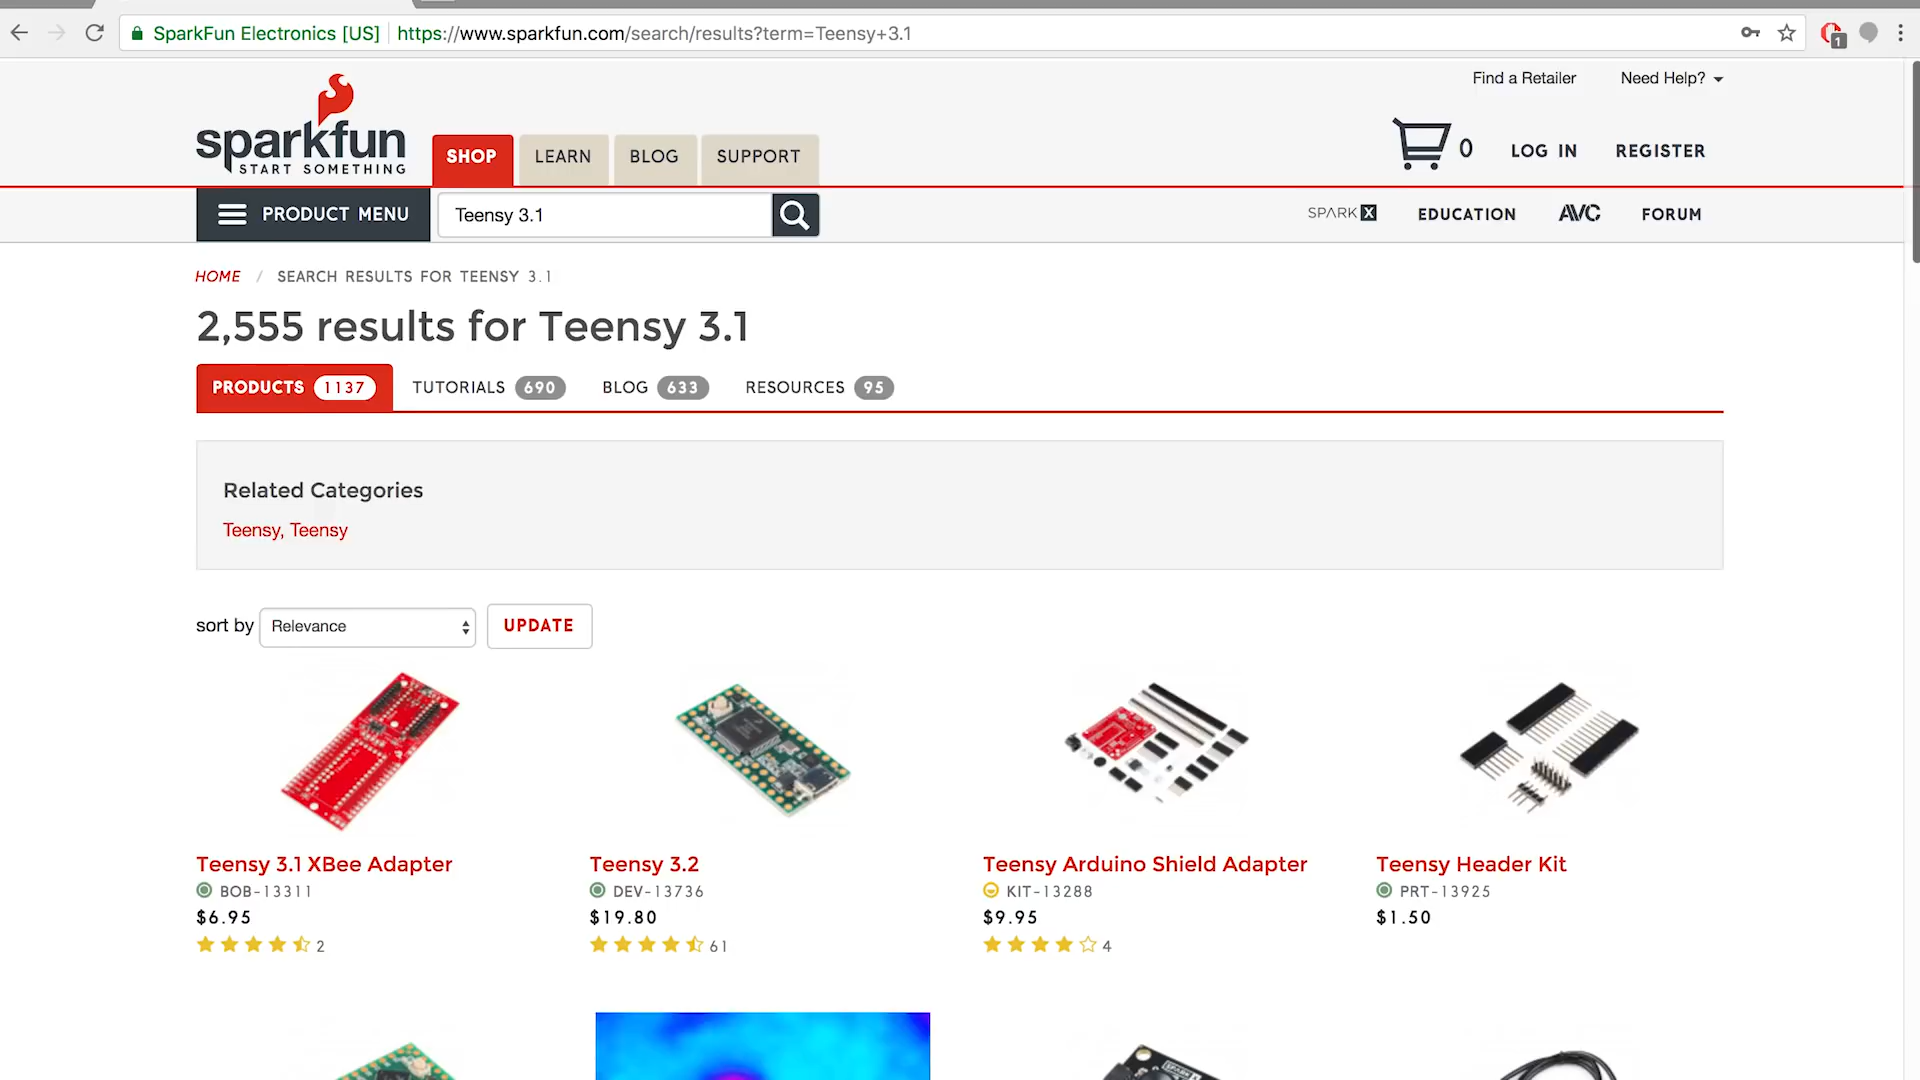 SparkFun Electronics [US]
https://www.sparkfun.com/search/results?term=Teensy+3.1
1
Find a Retailer
Need Help?
sparkfun
START SOMETHING
SHOP
LEARN
BLOG
SUPPORT
0
LOG IN
REGISTER
PRODUCT MENU
Teensy 3.1
SPARK X
EDUCATION
AVC
FORUM
HOME / SEARCH RESULTS FOR TEENSY 3.1
2,555 results for Teensy 3.1
PRODUCTS 1137
TUTORIALS 690
BLOG 633
RESOURCES 95
Related Categories
Teensy, Teensy
sort by
Relevance
UPDATE
Teensy 3.1 XBee Adapter
BOB-13311
$6.95
2
Teensy 3.2
DEV-13736
$19.80
61
Teensy Arduino Shield Adapter
KIT-13288
$9.95
4
Teensy Header Kit
PRT-13925
$1.50